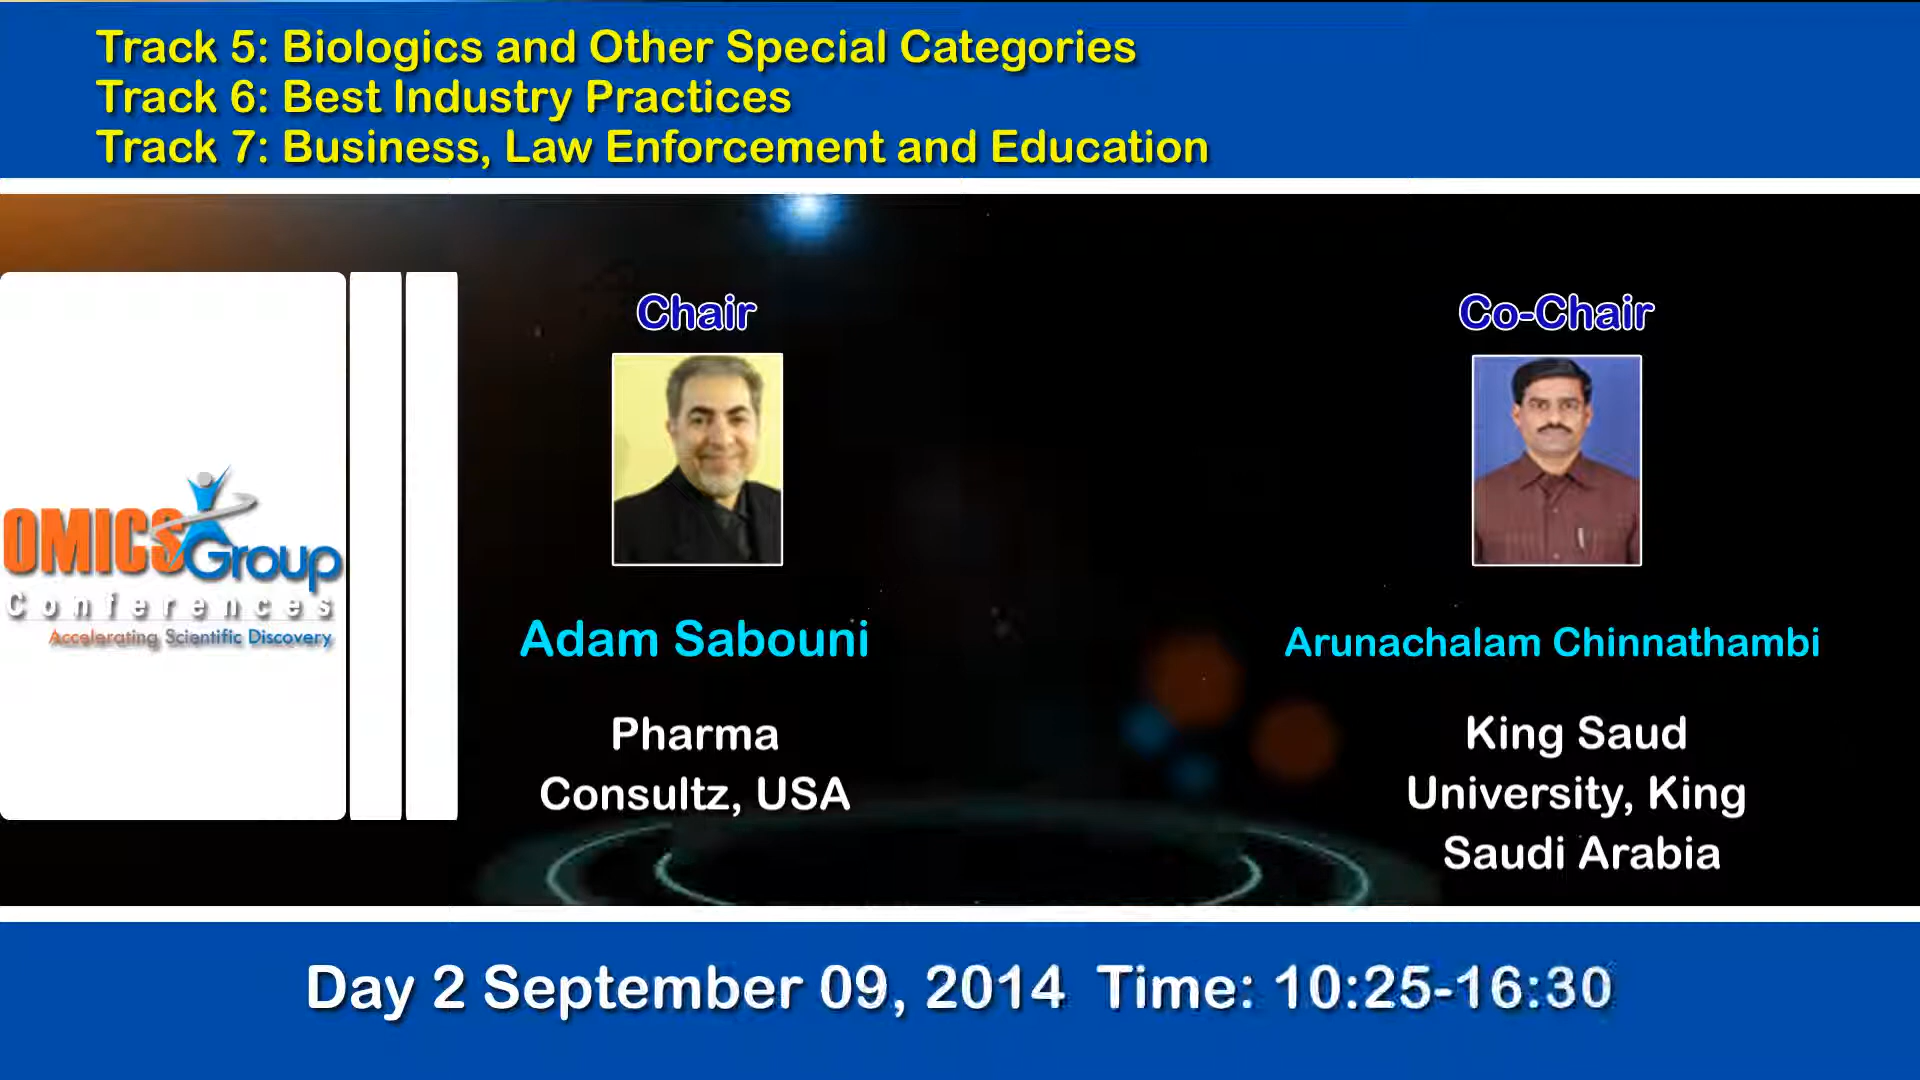 Track 5: Biologics and Other Special Categories
Track 6: Best Industry Practices
Track 7: Business, Law Enforcement and Education
OMICS Group
Conferences
Accelerating Scientific Discovery
Chair
Adam Sabouni
Pharma
Consultz, USA
Co-Chair
Arunachalam Chinnathambi
King Saud
University, King
Saudi Arabia
Day 2 September 09, 2014 Time: 10:25-16:30